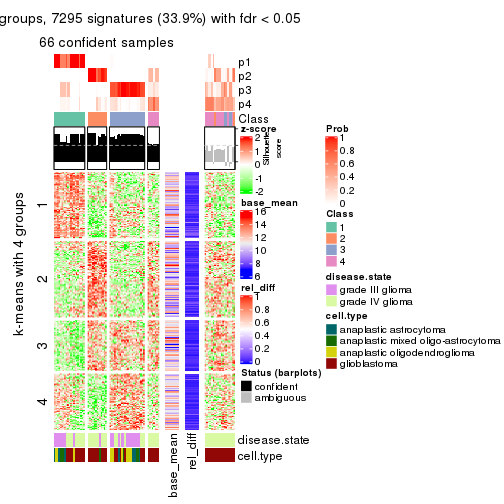 groups, 7295 signatures (33.9%) with fdr < 0.05
66 confident samples
p1
p2
p3
p4
Class
Silhouette
score
k-means with 4 groups
1
2
3
4
disease.state
cell.type
base_mean
rel_diff
z-score
2
1
0
-1
-2
base_mean
16
14
12
10
8
6
rel_diff
1
0.8
0.6
0.4
0.2
0
Status (barplots)
confident
ambiguous
Prob
1
0.8
0.6
0.4
0.2
0
Class
1
2
3
4
disease.state
grade III glioma
grade IV glioma
cell.type
anaplastic astrocytoma
anaplastic mixed oligo-astrocytoma
anaplastic oligodendroglioma
glioblastoma